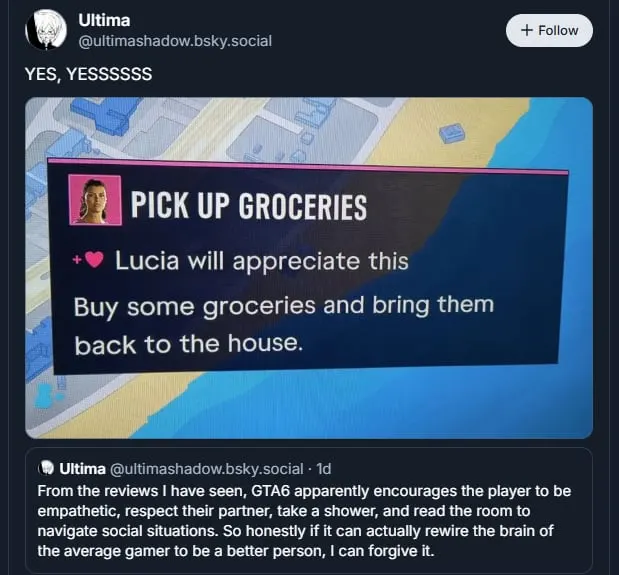 Ultima
@ultimashadow.bsky.social
+ Follow
YES, YESSSSSS
PICK UP GROCERIES
+♥ Lucia will appreciate this
Buy some groceries and bring them
back to the house.
Ultima @ultimashadow.bsky.social · 1d
From the reviews I have seen, GTA6 apparently encourages the player to be
empathetic, respect their partner, take a shower, and read the room to
navigate social situations. So honestly if it can actually rewire the brain of
the average gamer to be a better person, I can forgive it.